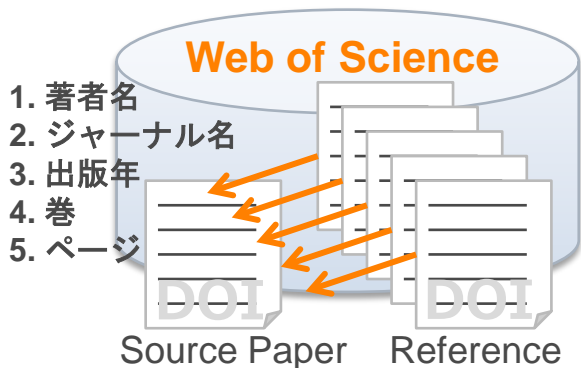 Web of Science
1. 著者名
2. ジャーナル名
3. 出版年
4. 巻
5. ページ
DOI
DOI
Source Paper
Reference